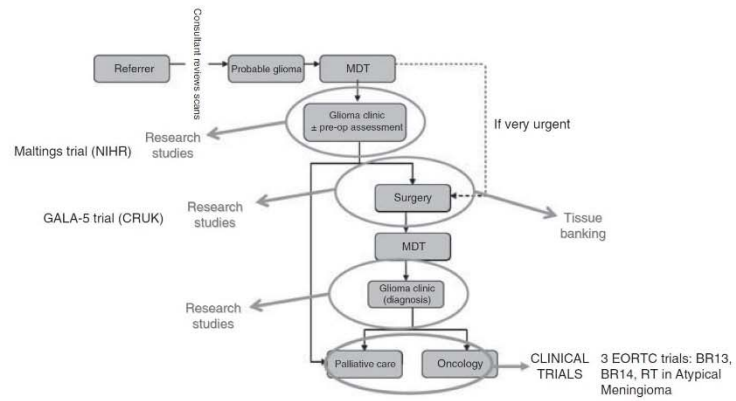 Consultant reviews scans
Referrer
Probable glioma
MDT
Glioma clinic
± pre-op assessment
If very urgent
Research
studies
Maltings trial (NIHR)
Surgery
Research
studies
GALA-5 trial (CRUK)
Tissue
banking
MDT
Glioma clinic
(diagnosis)
Research
studies
Palliative care
Oncology
CLINICAL
TRIALS
3 EORTC trials: BR13,
BR14, RT in Atypical
Meningioma